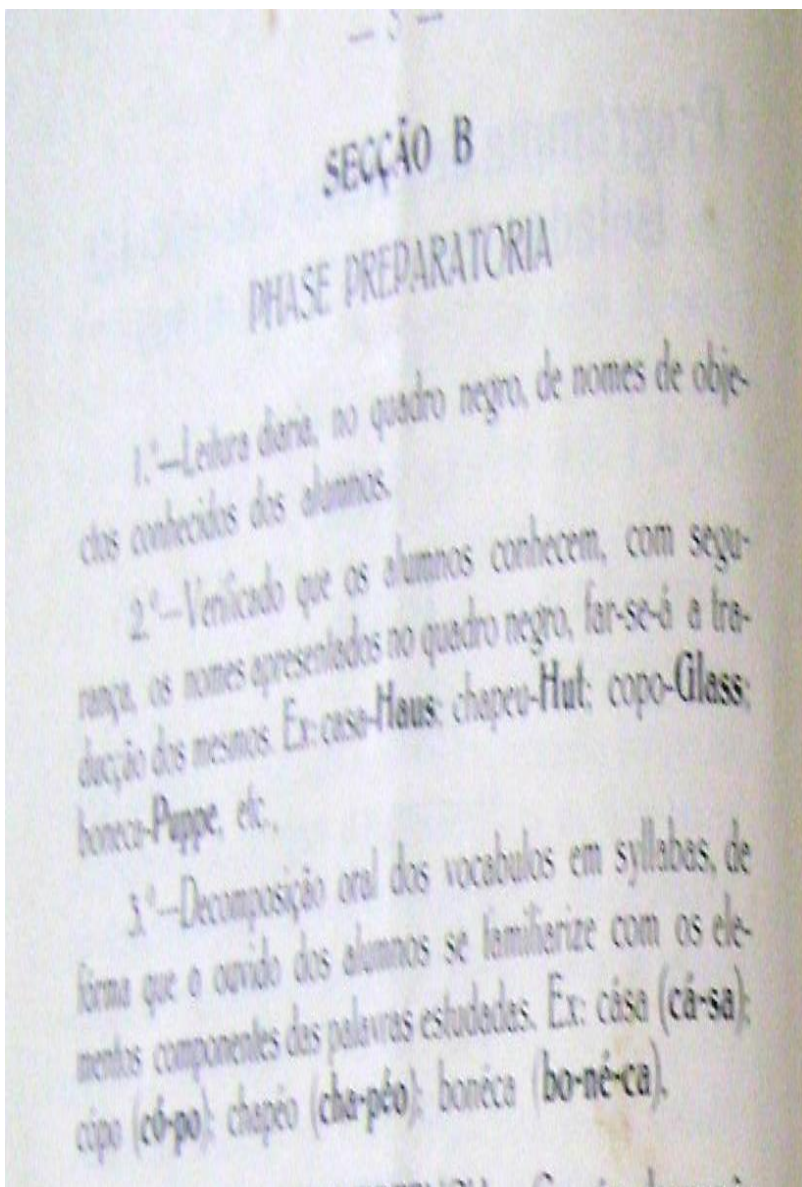 — 5 —
SECÇÃO B
PHASE PREPARATORIA
1.º—Leitura diaria, no quadro negro, de nomes de obje-
ctos conhecidos dos alumnos.
2.º—Verificado que os alumnos conhecem, com segu-
rança, os nomes apresentados no quadro negro, far-se-á a tra-
ducção dos mesmos. Ex: casa-Haus; chapeu-Hut; copo-Glass;
boneca-Puppe, etc.,
3.º—Decomposição oral dos vocabulos em syllabas, de
fórma que o ouvido dos alumnos se familiarize com os ele-
mentos componentes das palavras estudadas. Ex: cása (cá-sa);
cópo (có-po); chapéo (cha-péo); bonéca (bo-né-ca).